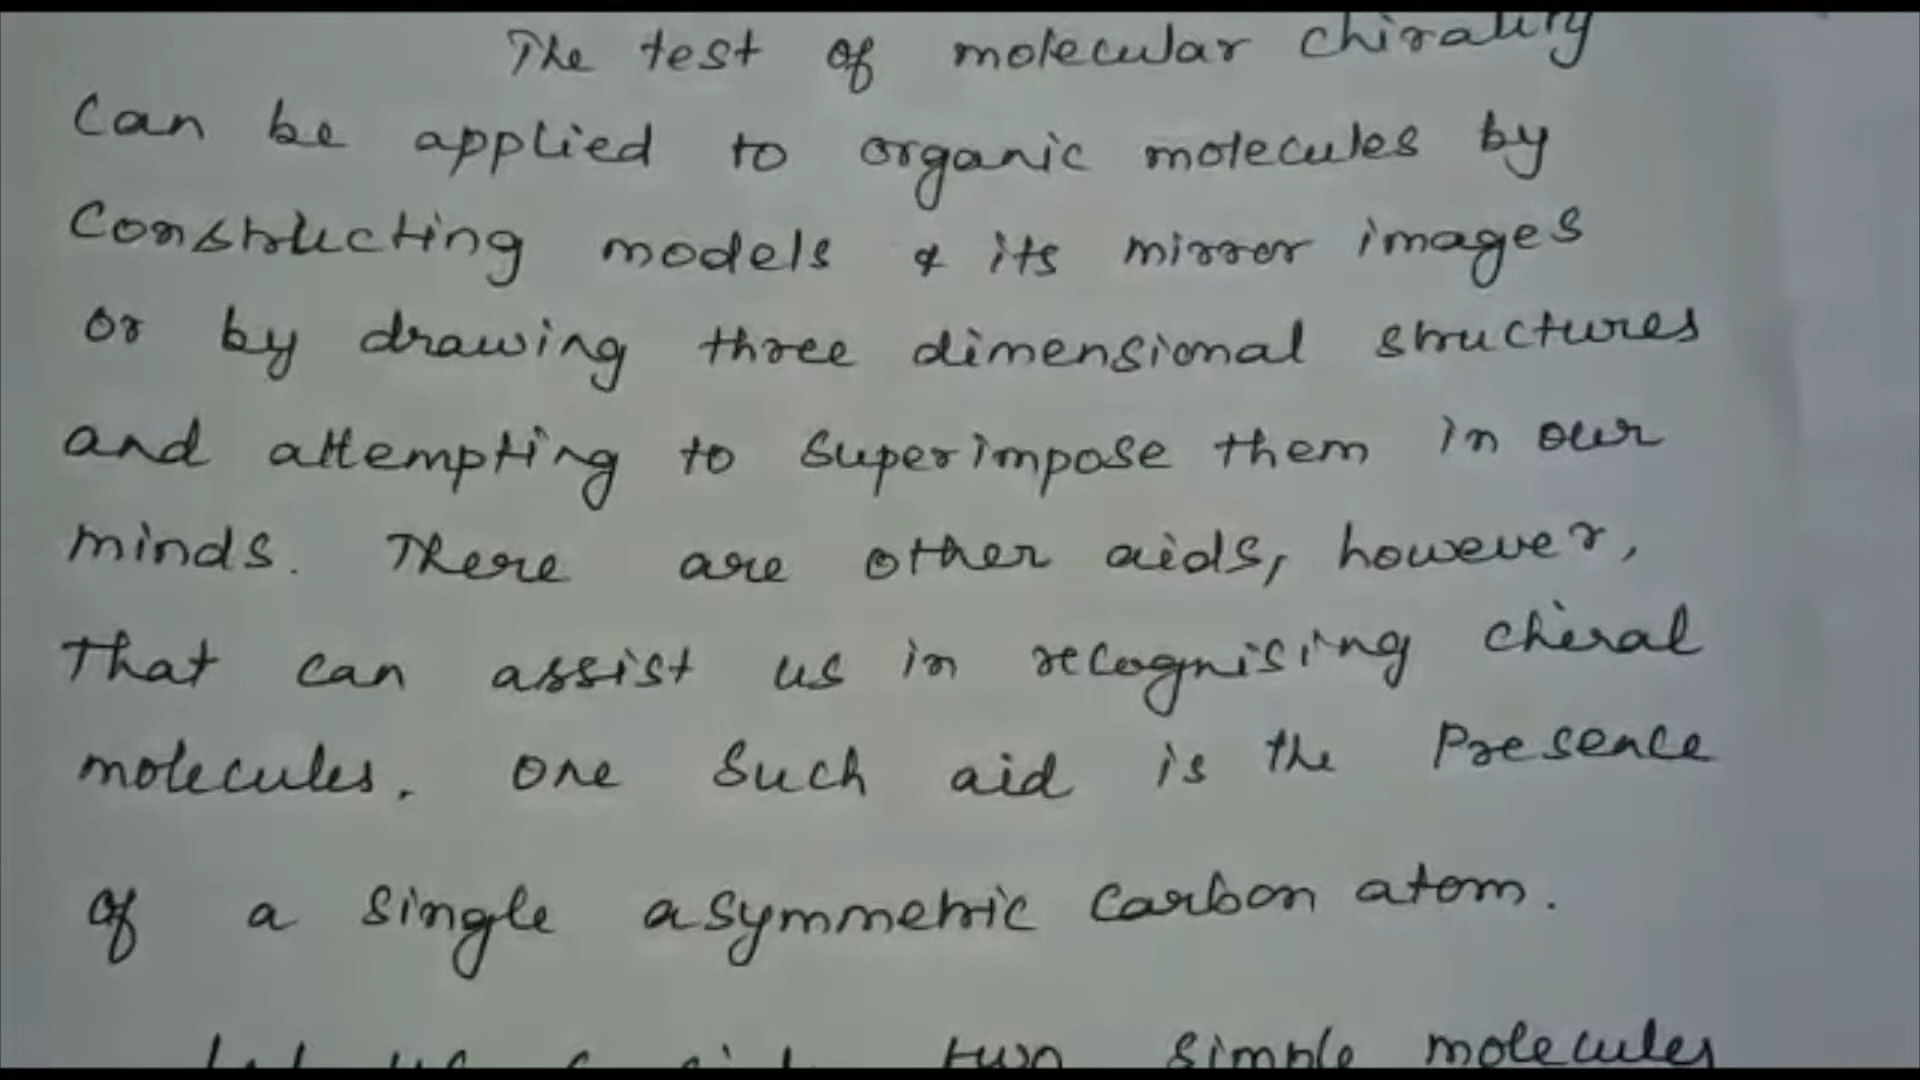 The test of molecular chirality
can be applied to organic molecules by
constructing models & its mirror images
or by drawing three dimensional structures
and attempting to superimpose them in our
minds. There are other aids, however,
that can assist us in recognising chiral
molecules. One such aid is the presence
of a single asymmetric carbon atom.
two simple molecules